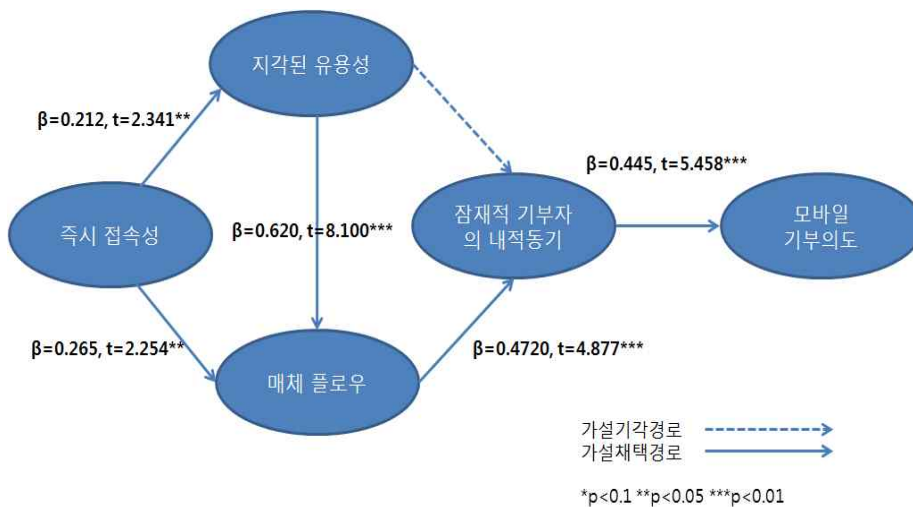 지각된 유용성
β=0.212, t=2.341**
β=0.445, t=5.458***
즉시 접속성
β=0.620, t=8.100***
잠재적 기부자
의 내적동기
모바일
기부의도
β=0.265, t=2.254**
매체 플로우
β=0.4720, t=4.877***
가설기각경로
가설채택경로
*p<0.1 **p<0.05 ***p<0.01